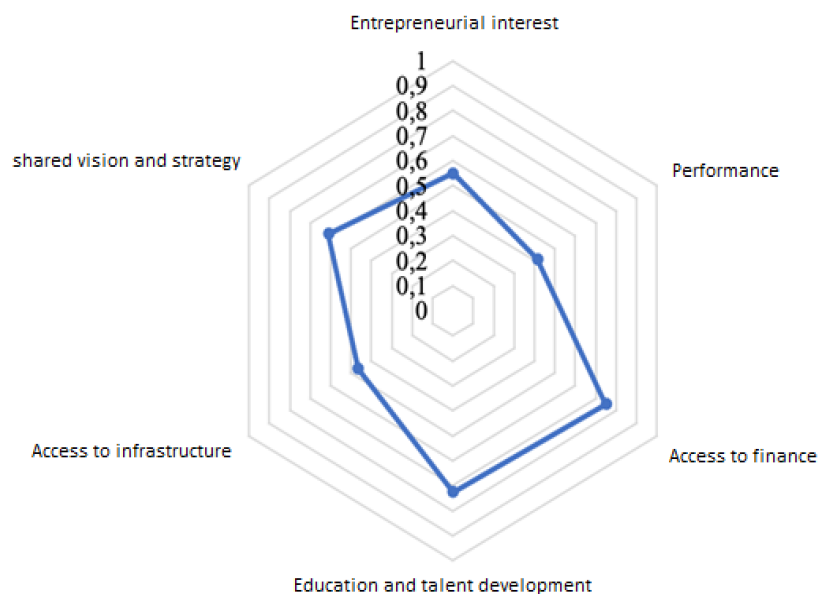 Entrepreneurial interest
1
0,9
0,8
0,7
0,6
0,5
0,4
0,3
0,2
0,1
0
shared vision and strategy
Performance
Access to infrastructure
Access to finance
Education and talent development